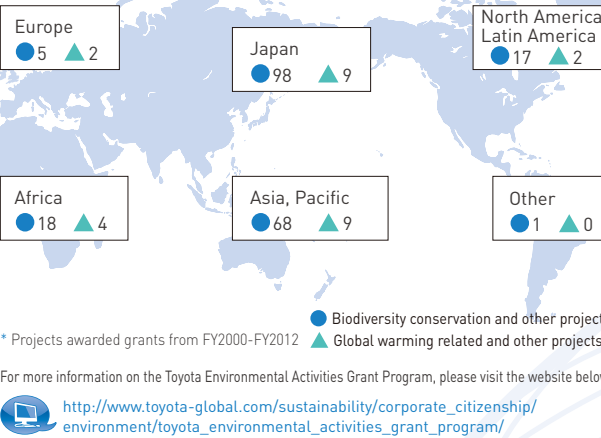 Europe
5 2
Japan
98 9
North America
Latin America
17 2
Africa
18 4
Asia, Pacific
68 9
Other
1 0
Biodiversity conservation and other project
* Projects awarded grants from FY2000-FY2012
Global warming related and other projects
For more information on the Toyota Environmental Activities Grant Program, please visit the website below
http://www.toyota-global.com/sustainability/corporate_citizenship/
environment/toyota_environmental_activities_grant_program/